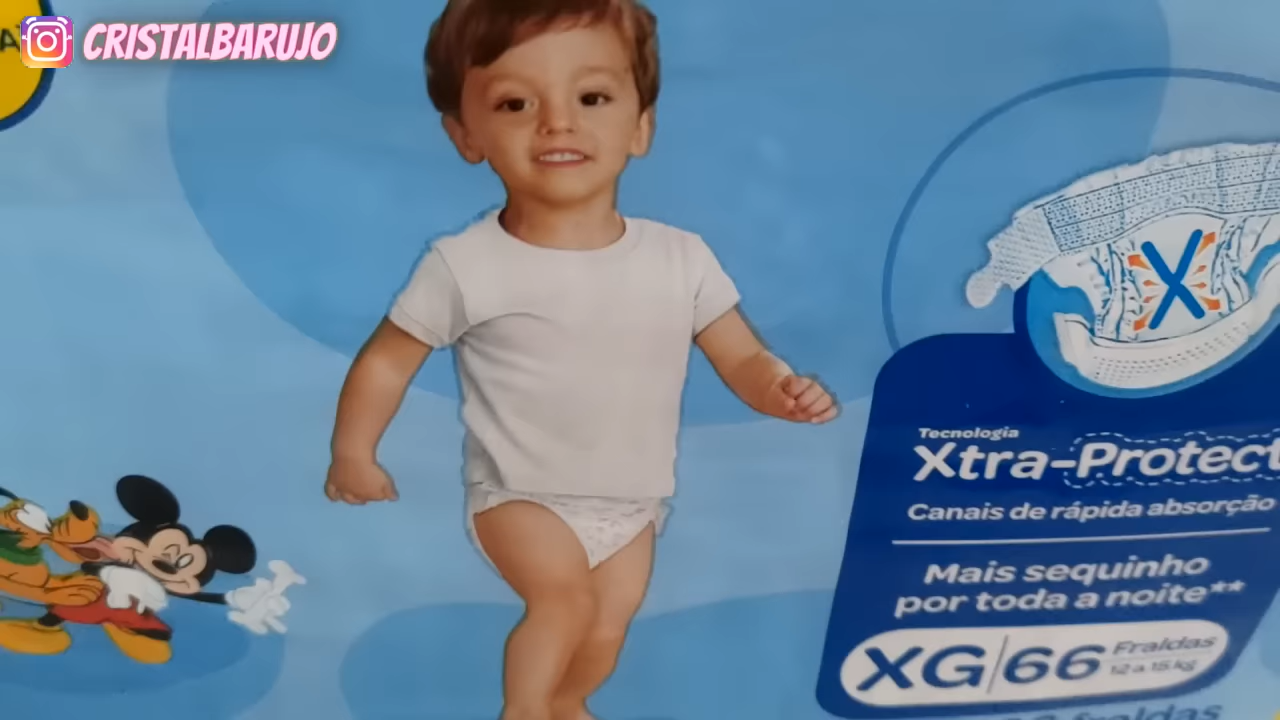 CRISTALBARUJO
X
Tecnologia
Xtra-Protect
Canais de rápida absorção
Mais sequinho
por toda a noite**
XG 66 Fraldas
12 a 15 kg
fraldas